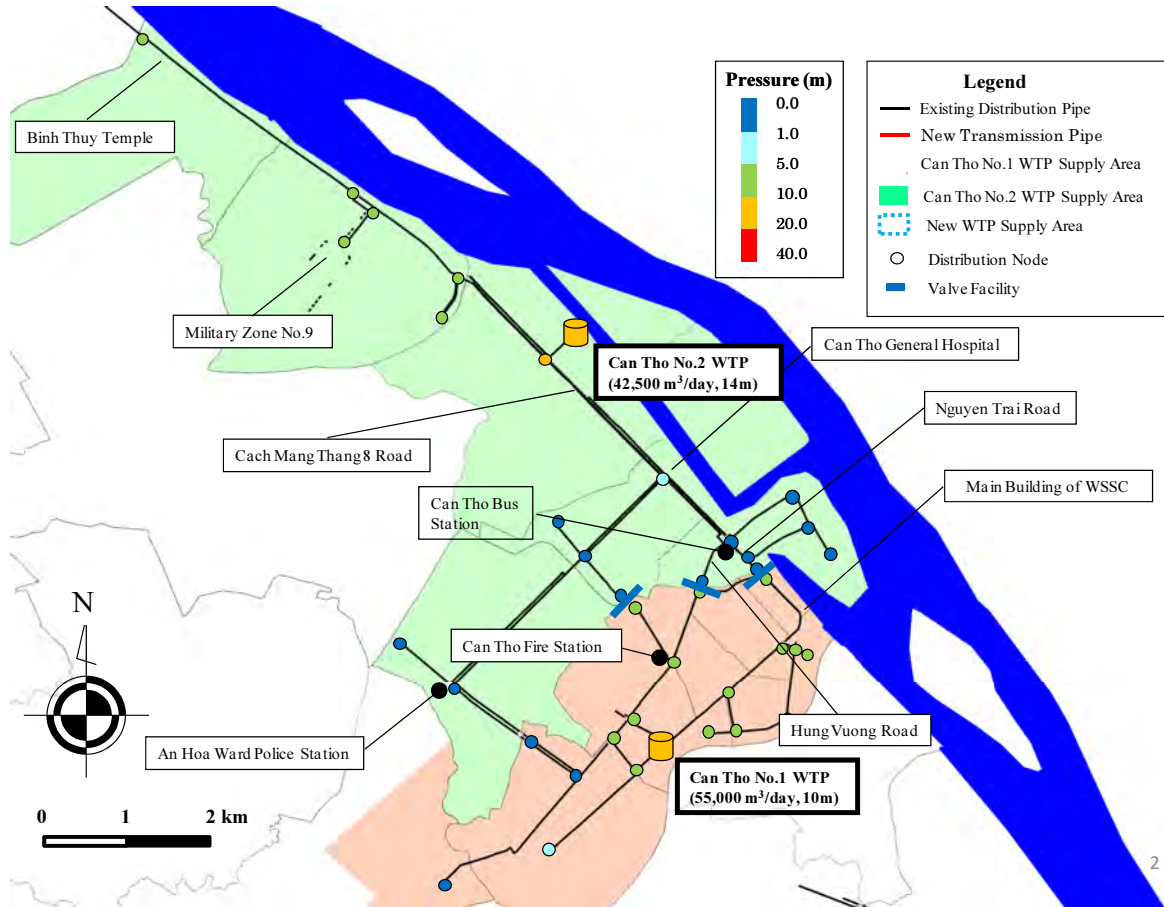 Pressure (m)
0.0
1.0
5.0
10.0
20.0
40.0
Legend
Existing Distribution Pipe
New Transmission Pipe
Can Tho No.1 WTP Supply Area
Can Tho No.2 WTP Supply Area
New WTP Supply Area
Distribution Node
Valve Facility
Binh Thuy Temple
Military Zone No.9
Can Tho General Hospital
Can Tho No.2 WTP
(42,500 m³/day, 14m)
Nguyen Trai Road
Cach Mang Thang 8 Road
Main Building of WSSC
Can Tho Bus
Station
N
Can Tho Fire Station
An Hoa Ward Police Station
Hung Vuong Road
Can Tho No.1 WTP
(55,000 m³/day, 10m)
0 1 2 km
2